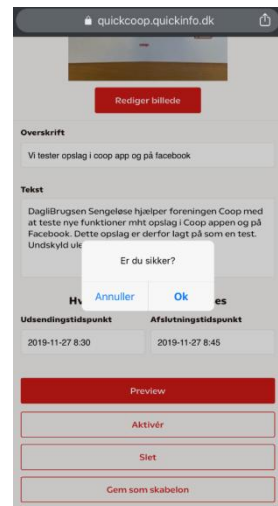 quickcoop.quickinfo.dk
Rediger billede
Overskrift
Vi tester opslag i coop app og på facebook
Tekst
DagliBrugsen Sengeløse hjælper foreningen Coop med
at teste nye funktioner mht opslag i Coop appen og på
Facebook. Dette opslag er derfor lagt på som en test.
Undskyld
Er du sikker?
Annuller
Ok
Udsendingstidspunkt
Afslutningstidspunkt
2019-11-27 8:30
2019-11-27 8:45
Preview
Aktivér
Slet
Gem som skabelon